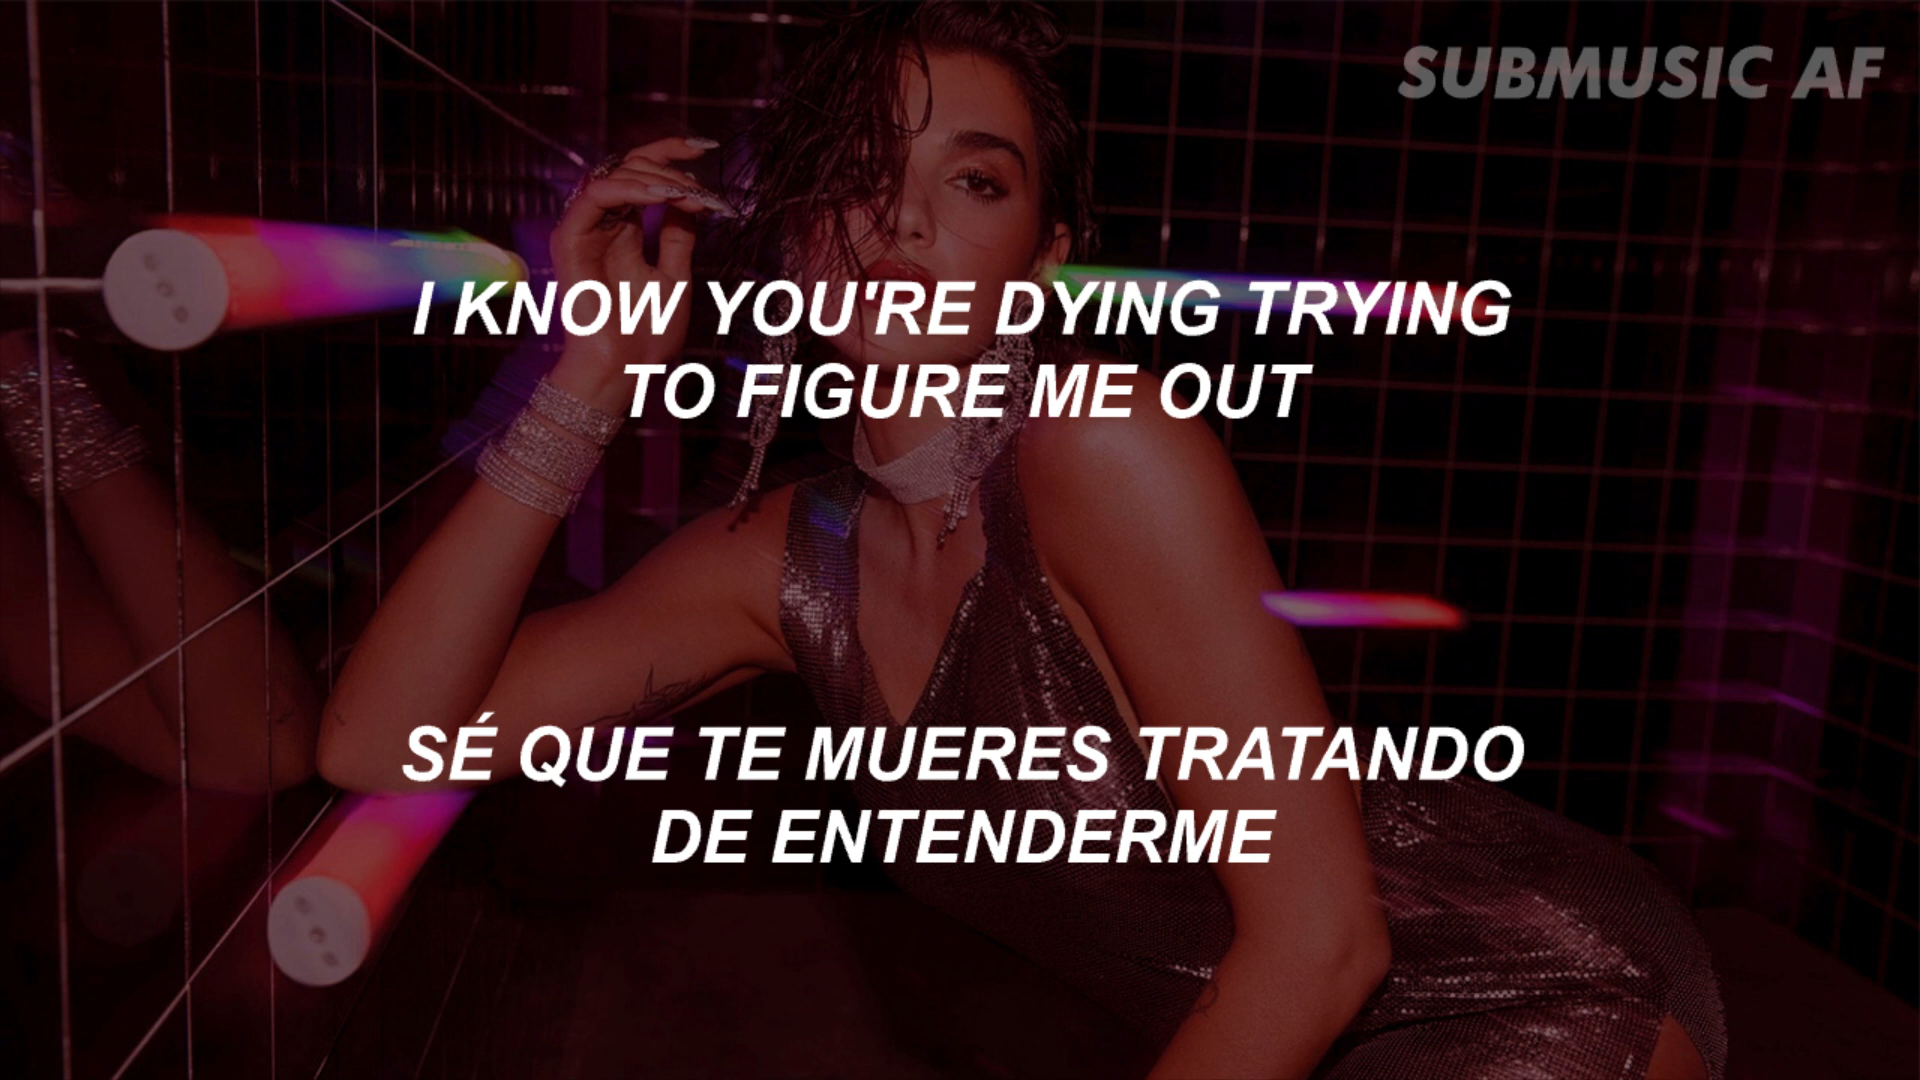 SUBMUSIC AF
I KNOW YOU'RE DYING TRYING
TO FIGURE ME OUT
SÉ QUE TE MUERES TRATANDO
DE ENTENDERME